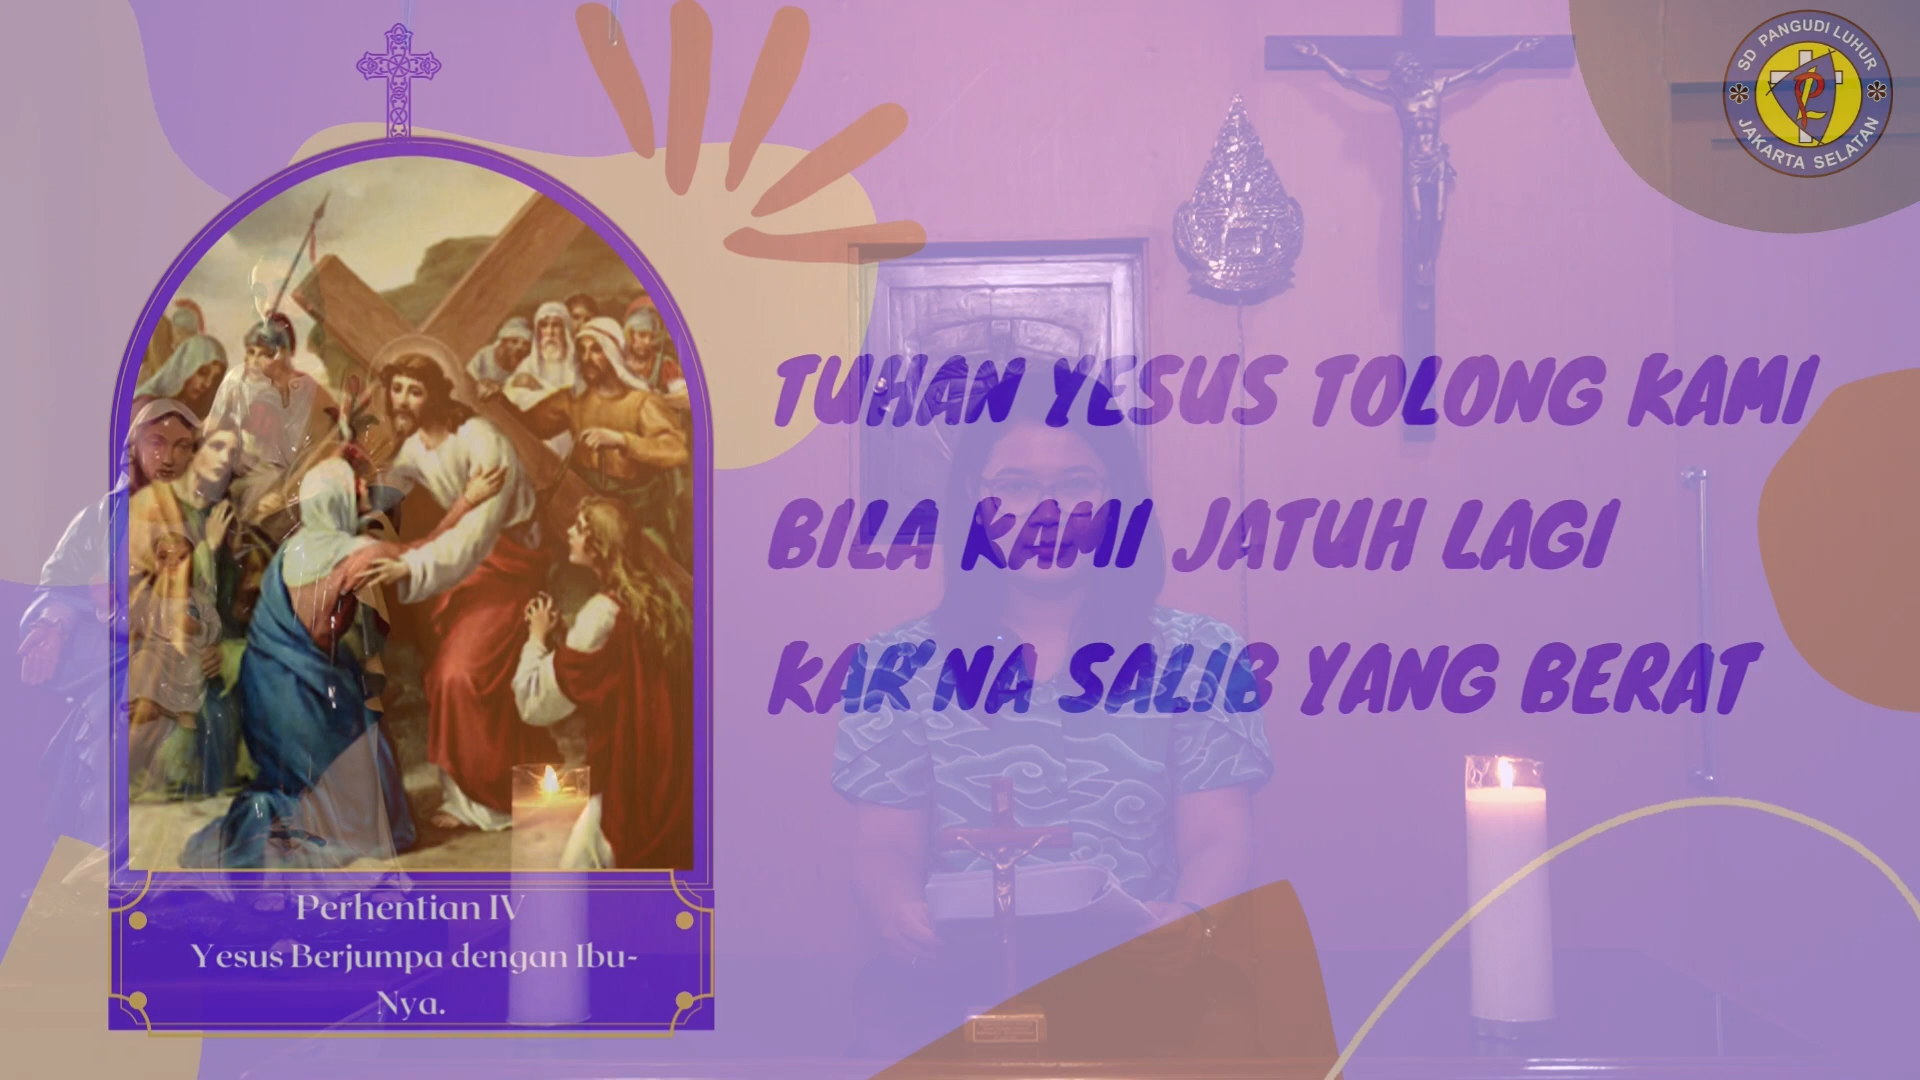 SD PANGUDI LUHUR
JAKARTA SELATAN
TUHAN YESUS TOLONG KAMI
BILA KAMI JATUH LAGI
KAR'NA SALIB YANG BERAT
Perhentian IV
Yesus Berjumpa dengan Ibu-
Nya.